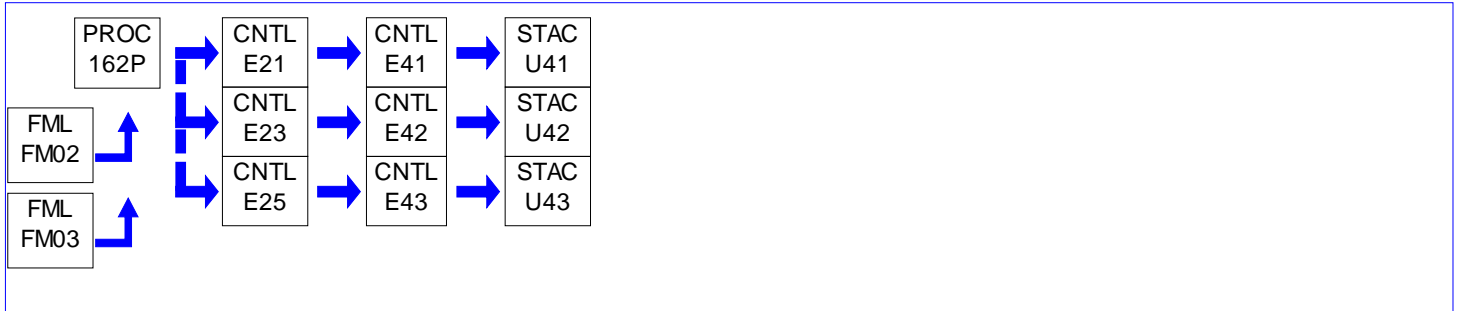 PROC
162P
CNTL
E21
CNTL
E41
STAC
U41
FML
FM02
CNTL
E23
CNTL
E42
STAC
U42
FML
FM03
CNTL
E25
CNTL
E43
STAC
U43